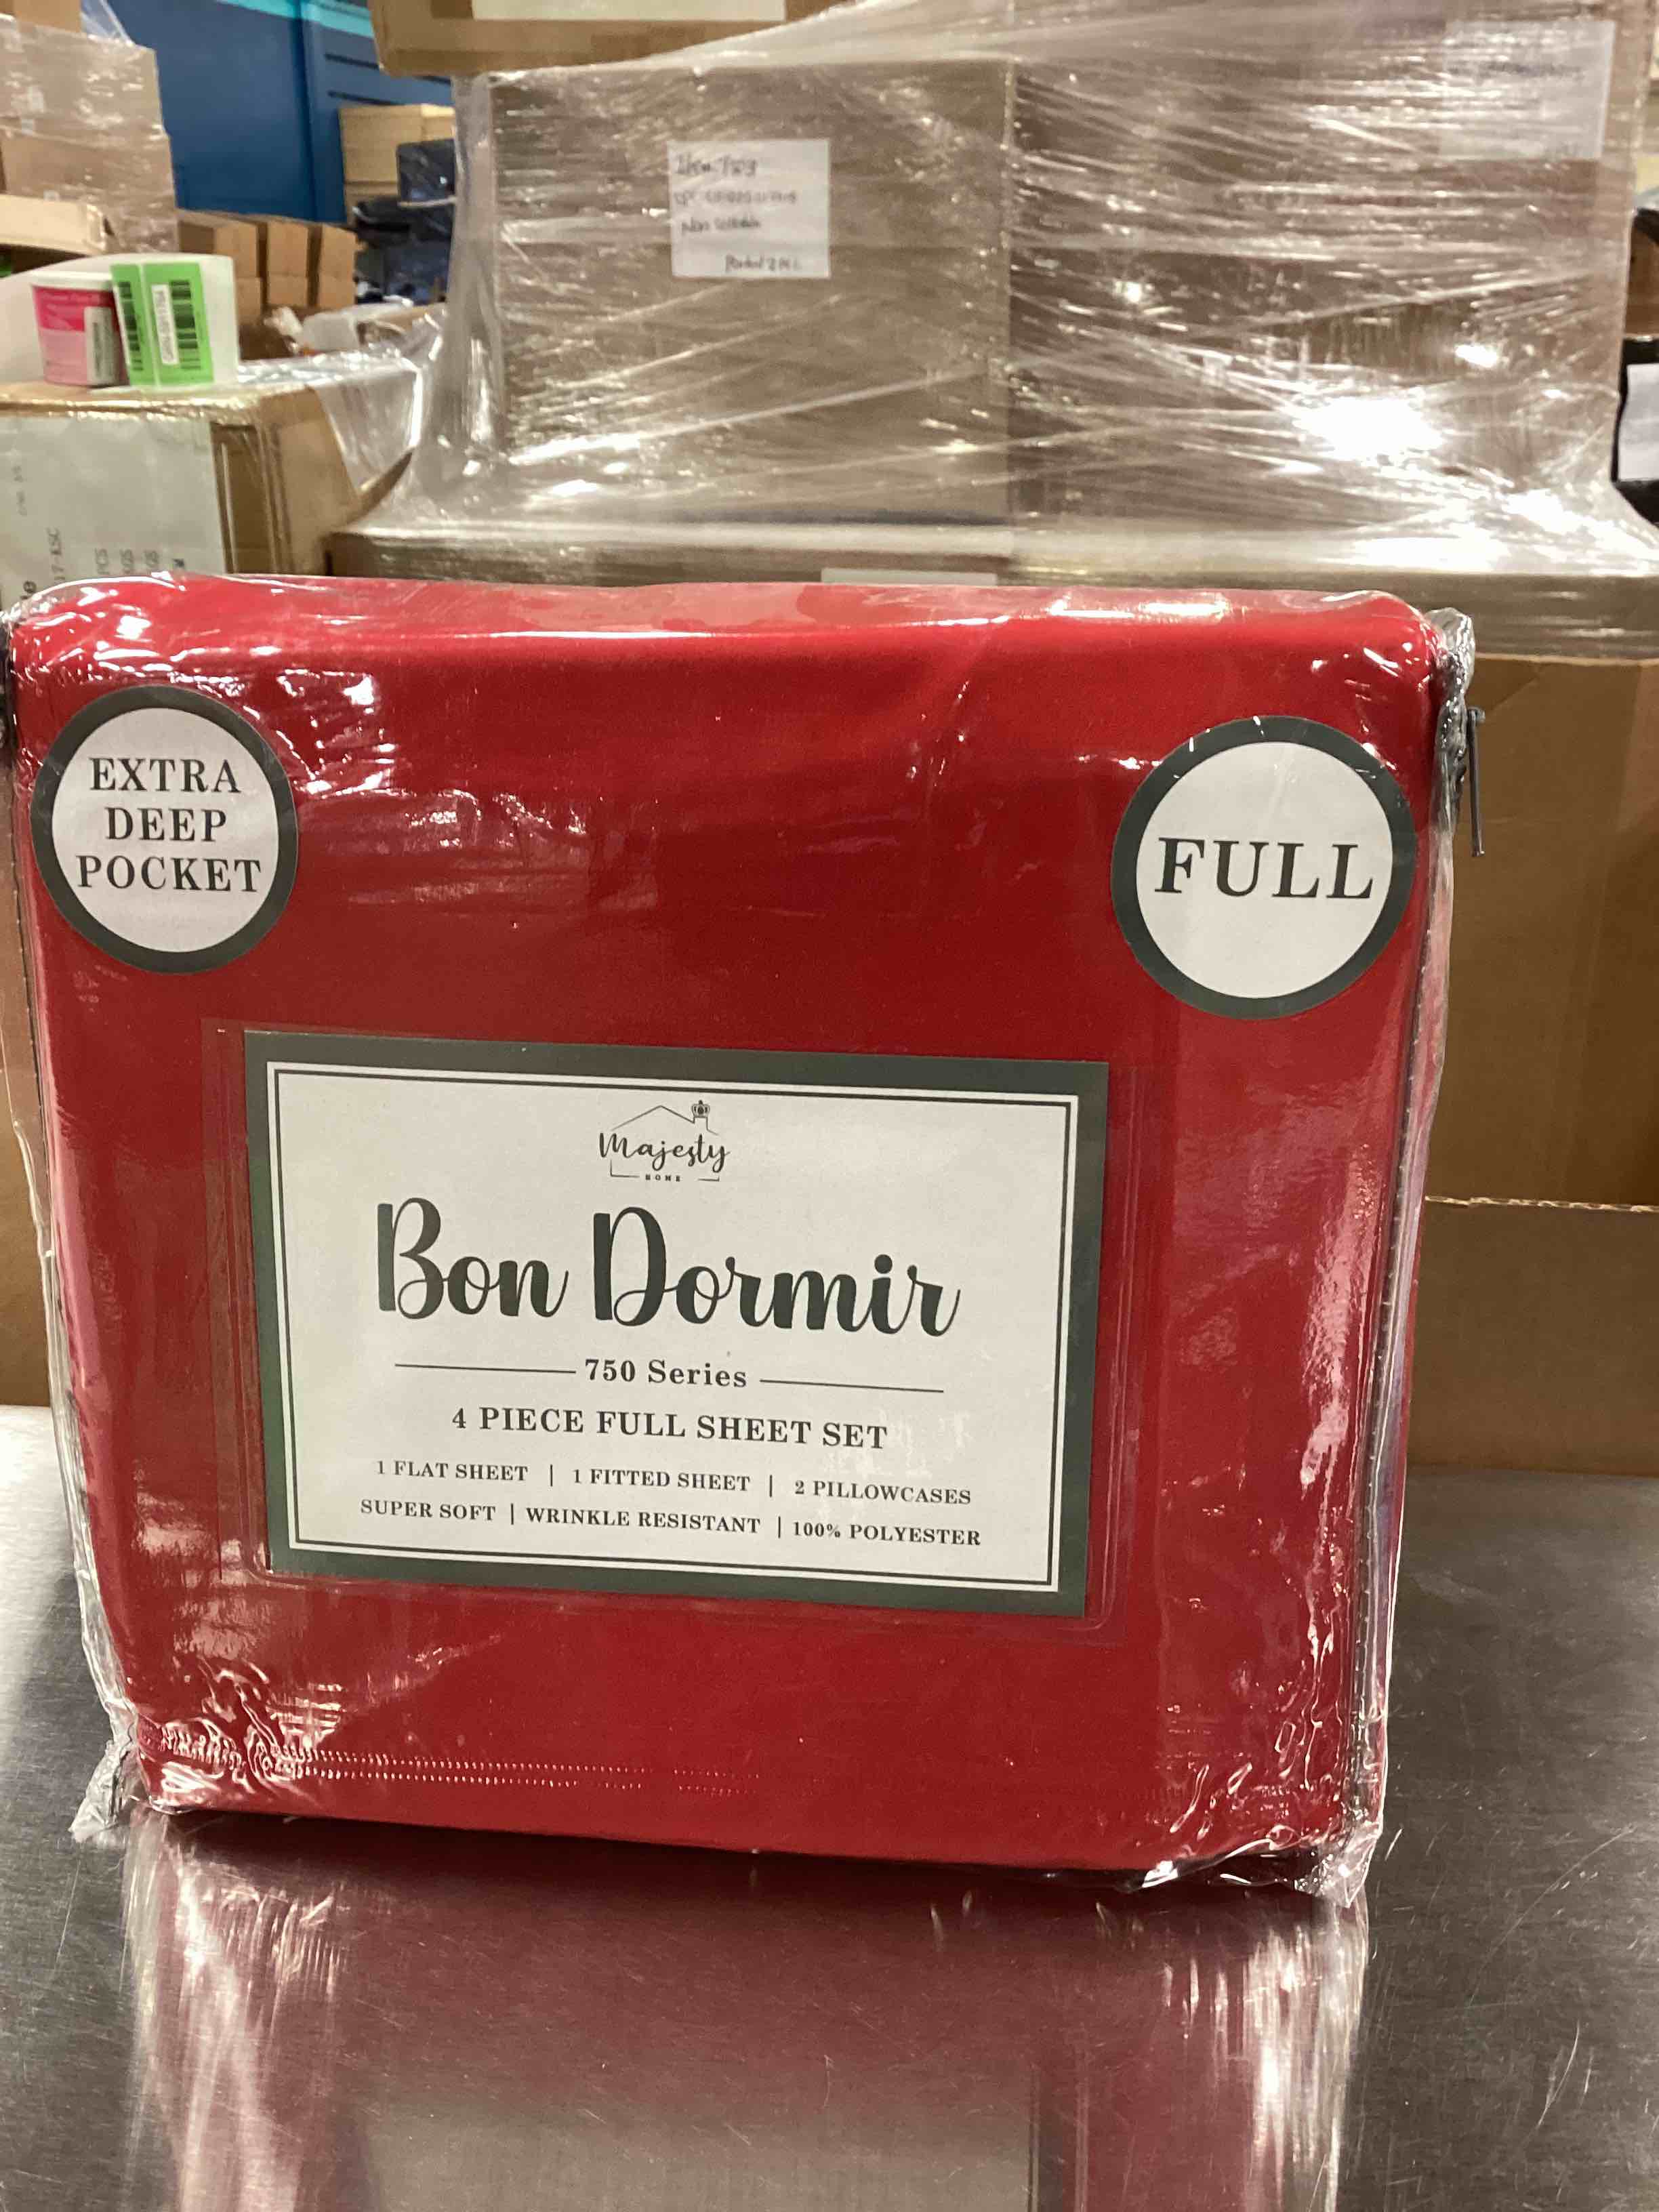 EXTRA
DEEP
POCKET
FULL
Majesty
HOME
Bon Dormir
750 Series
4 PIECE FULL SHEET SET
1 FLAT SHEET | 1 FITTED SHEET | 2 PILLOWCASES
SUPER SOFT | WRINKLE RESISTANT | 100% POLYESTER